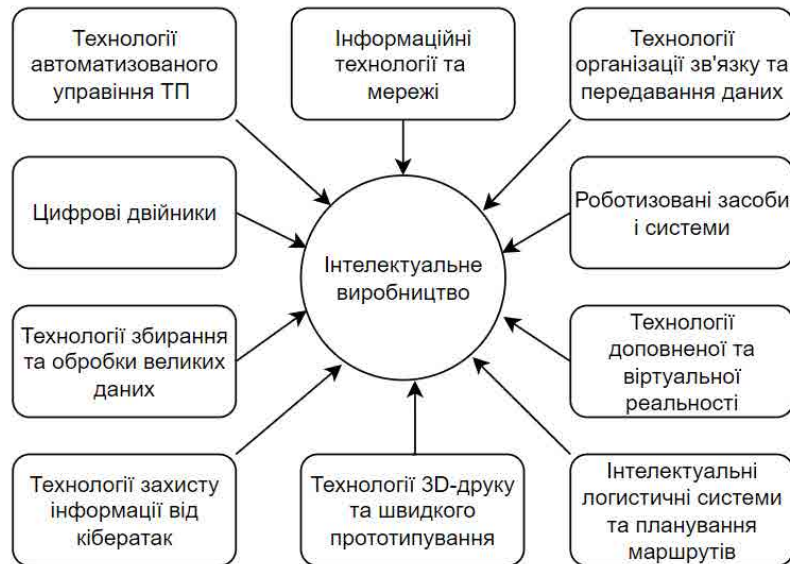 Технології
автоматизованого
управіння ТП
Інформаційні
технології та
мережі
Технології
організації зв'язку та
передавання даних
Цифрові двійники
Роботизовані засоби
і системи
Інтелектуальне
виробництво
Технології збирання
та обробки великих
даних
Технології
доповненої та
віртуальної
реальності
Технології захисту
інформації від
кібератак
Технології 3D-друку
та швидкого
прототипування
Інтелектуальні
логистичні системи
та планування
маршрутів